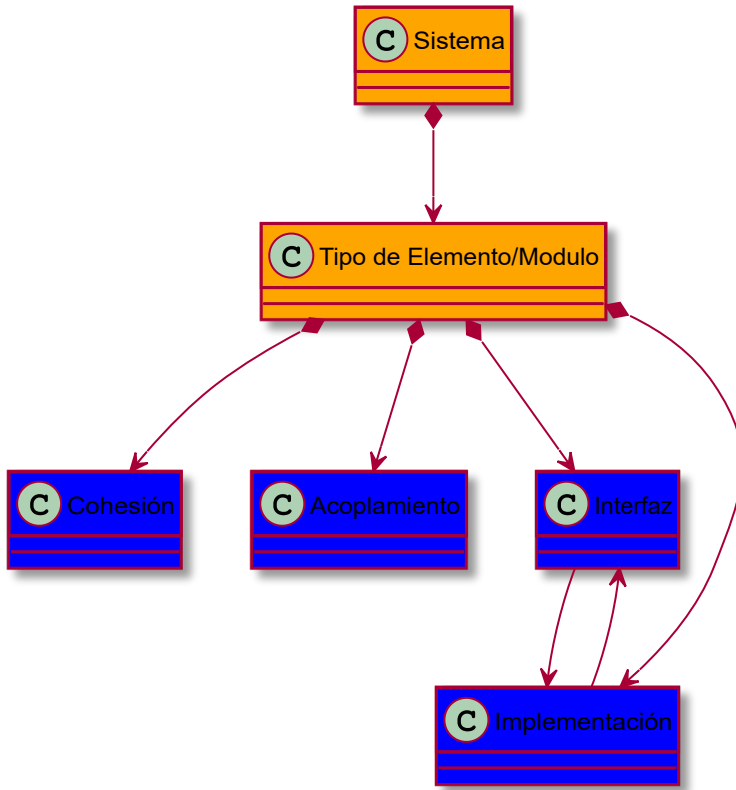 C Sistema
C Tipo de Elemento/Modulo
C Cohesión
C Acoplamiento
C Interfaz
C Implementación